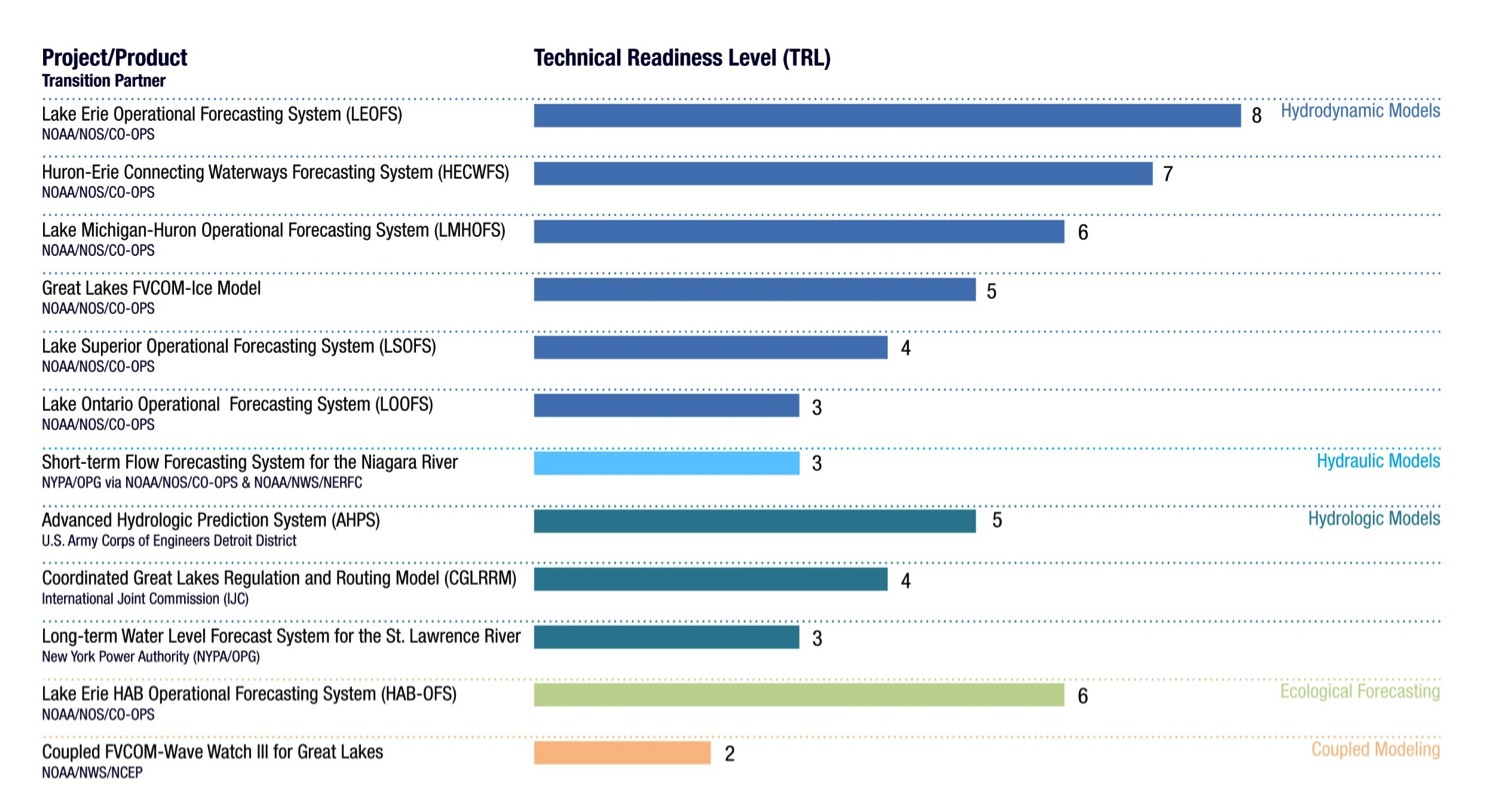 Project/Product Technical Readiness Level (TRL)
Transition Partner
Lake Erie Operational Forecasting System (LEOFS) 8 Hydrodynamic Models
NOAA/NOS/CO-OPS
Huron-Erie Connecting Waterways Forecasting System (HECWFS) 7
NOAA/NOS/CO-OPS
Lake Michigan-Huron Operational Forecasting System (LMHOFS) 6
NOAA/NOS/CO-OPS
Great Lakes FVCOM-Ice Model 5
NOAA/NOS/CO-OPS
Lake Superior Operational Forecasting System (LSOFS) 4
NOAA/NOS/CO-OPS
Lake Ontario Operational Forecasting System (LOOFS) 3
NOAA/NOS/CO-OPS
Short-term Flow Forecasting System for the Niagara River 3 Hydraulic Models
NYPA/OPG via NOAA/NOS/CO-OPS & NOAA/NWS/NERFC
Advanced Hydrologic Prediction System (AHPS) 5 Hydrologic Models
U.S. Army Corps of Engineers Detroit District
Coordinated Great Lakes Regulation and Routing Model (CGLRRM) 4
International Joint Commission (IJC)
Long-term Water Level Forecast System for the St. Lawrence River 3
New York Power Authority (NYPA/OPG)
Lake Erie HAB Operational Forecasting System (HAB-OFS) 6 Ecological Forecasting
NOAA/NOS/CO-OPS
Coupled FVCOM-Wave Watch III for Great Lakes 2 Coupled Modeling
NOAA/NWS/NCEP